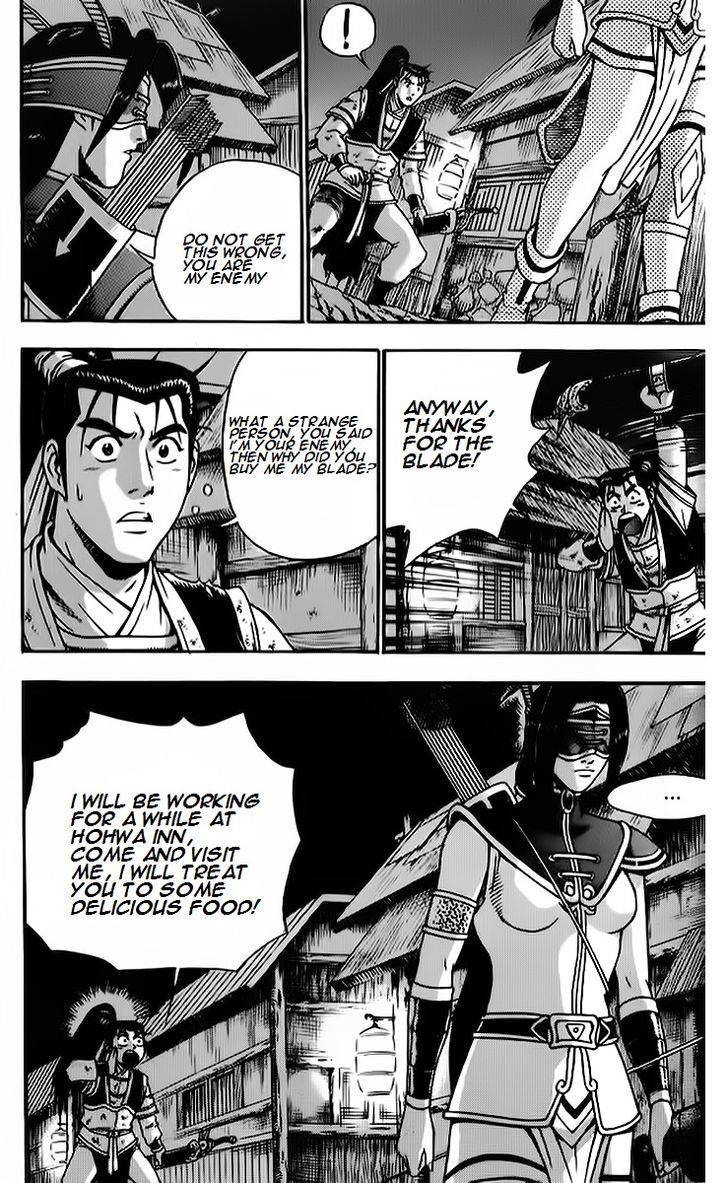 DO NOT GET
THIS WRONG,
YOU ARE
MY ENEMY
!
WHAT A STRANGE
PERSON, YOU SAID
I'M YOUR ENEMY
THEN WHY DID YOU
BUY ME MY BLADE?
ANYWAY,
THANKS
FOR THE
BLADE!
I WILL BE WORKING
FOR A WHILE AT
HOHWA INN,
COME AND VISIT
ME, I WILL TREAT
YOU TO SOME
DELICIOUS FOOD!
...